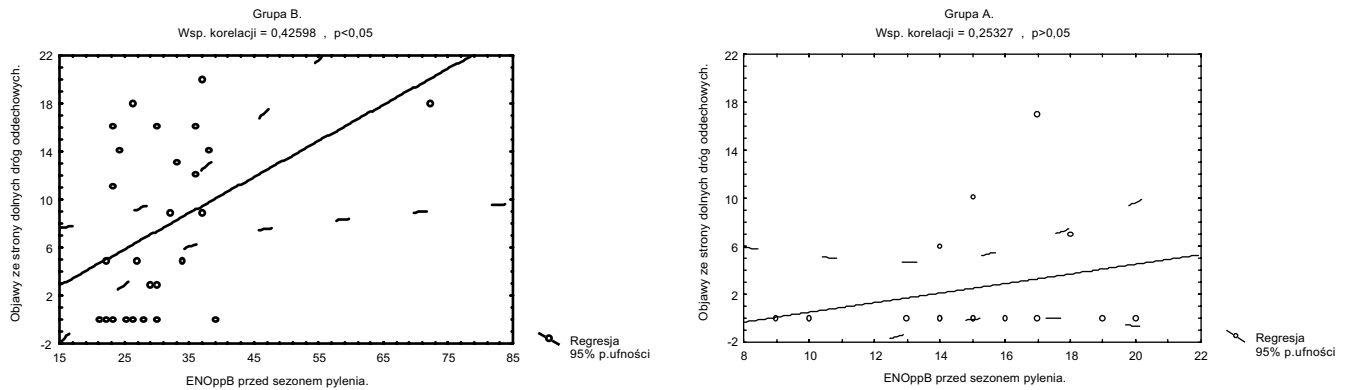 Grupa B.
Wsp. korelacji = 0,42598 , p<0,05
Objawy ze strony dolnych dróg oddechowych.
22
18
14
10
6
2
-2
15
25
35
45
55
65
75
85
ENOppB przed sezonem pylenia.
Regresja
95% p.ufności
Grupa A.
Wsp. korelacji = 0,25327 , p>0,05
Objawy ze strony dolnych dróg oddechowych.
22
18
14
10
6
2
-2
8
10
12
14
16
18
20
22
ENOppB przed sezonem pylenia.
Regresja
95% p.ufności